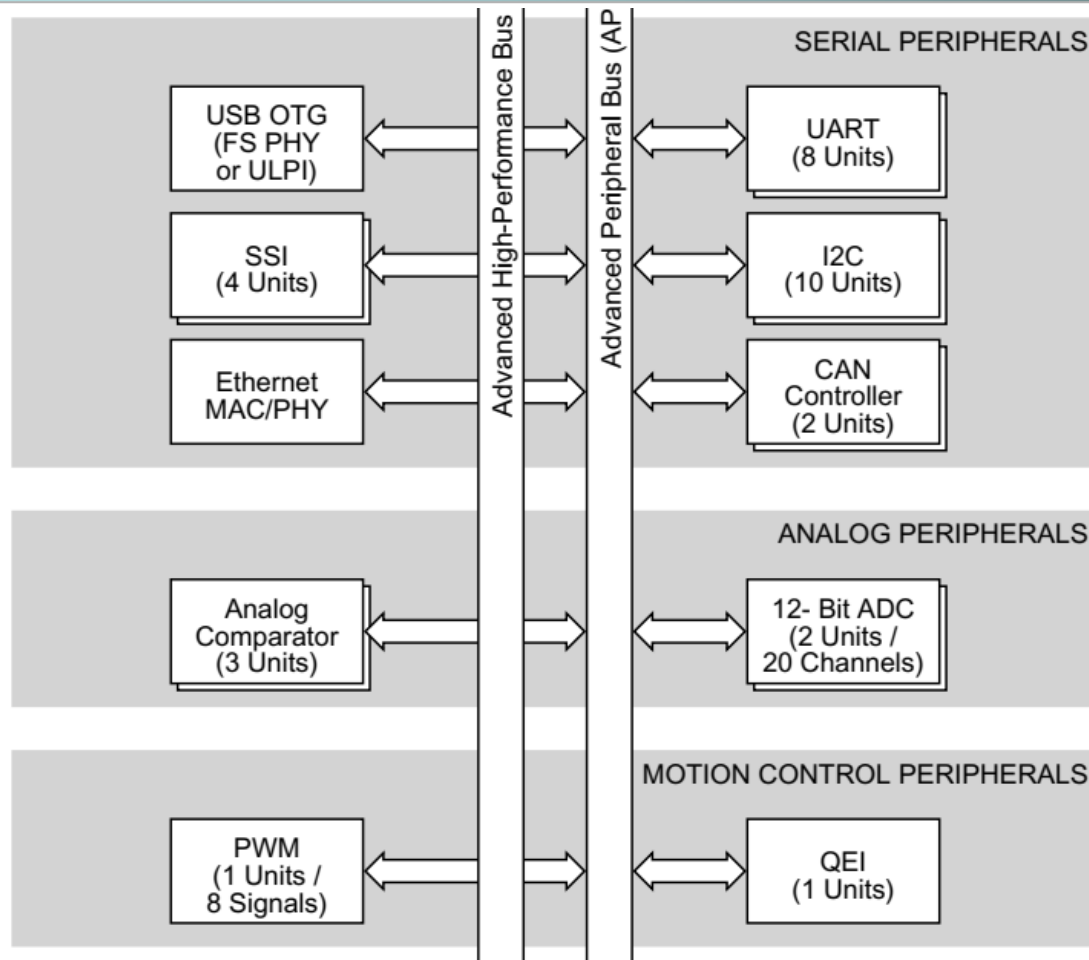 SERIAL PERIPHERALS
Advanced High-Performance Bus
Advanced Peripheral Bus (AP
USB OTG
(FS PHY
or ULPI)
UART
(8 Units)
SSI
(4 Units)
I2C
(10 Units)
Ethernet
MAC/PHY
CAN
Controller
(2 Units)
ANALOG PERIPHERALS
Analog
Comparator
(3 Units)
12- Bit ADC
(2 Units /
20 Channels)
MOTION CONTROL PERIPHERALS
PWM
(1 Units /
8 Signals)
QEI
(1 Units)